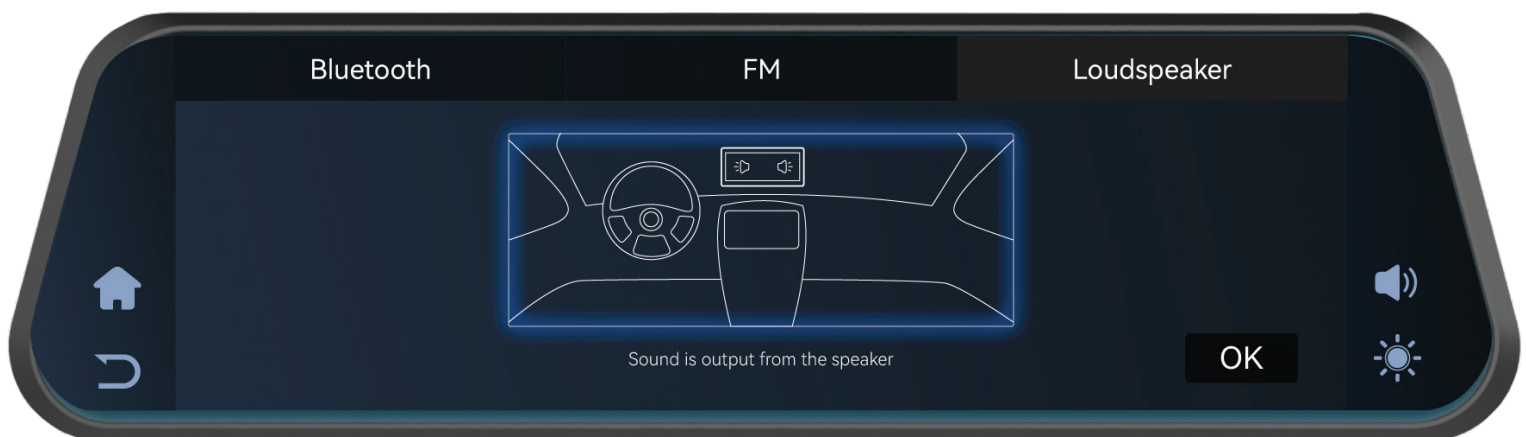 Bluetooth
FM
Loudspeaker
Sound is output from the speaker
OK